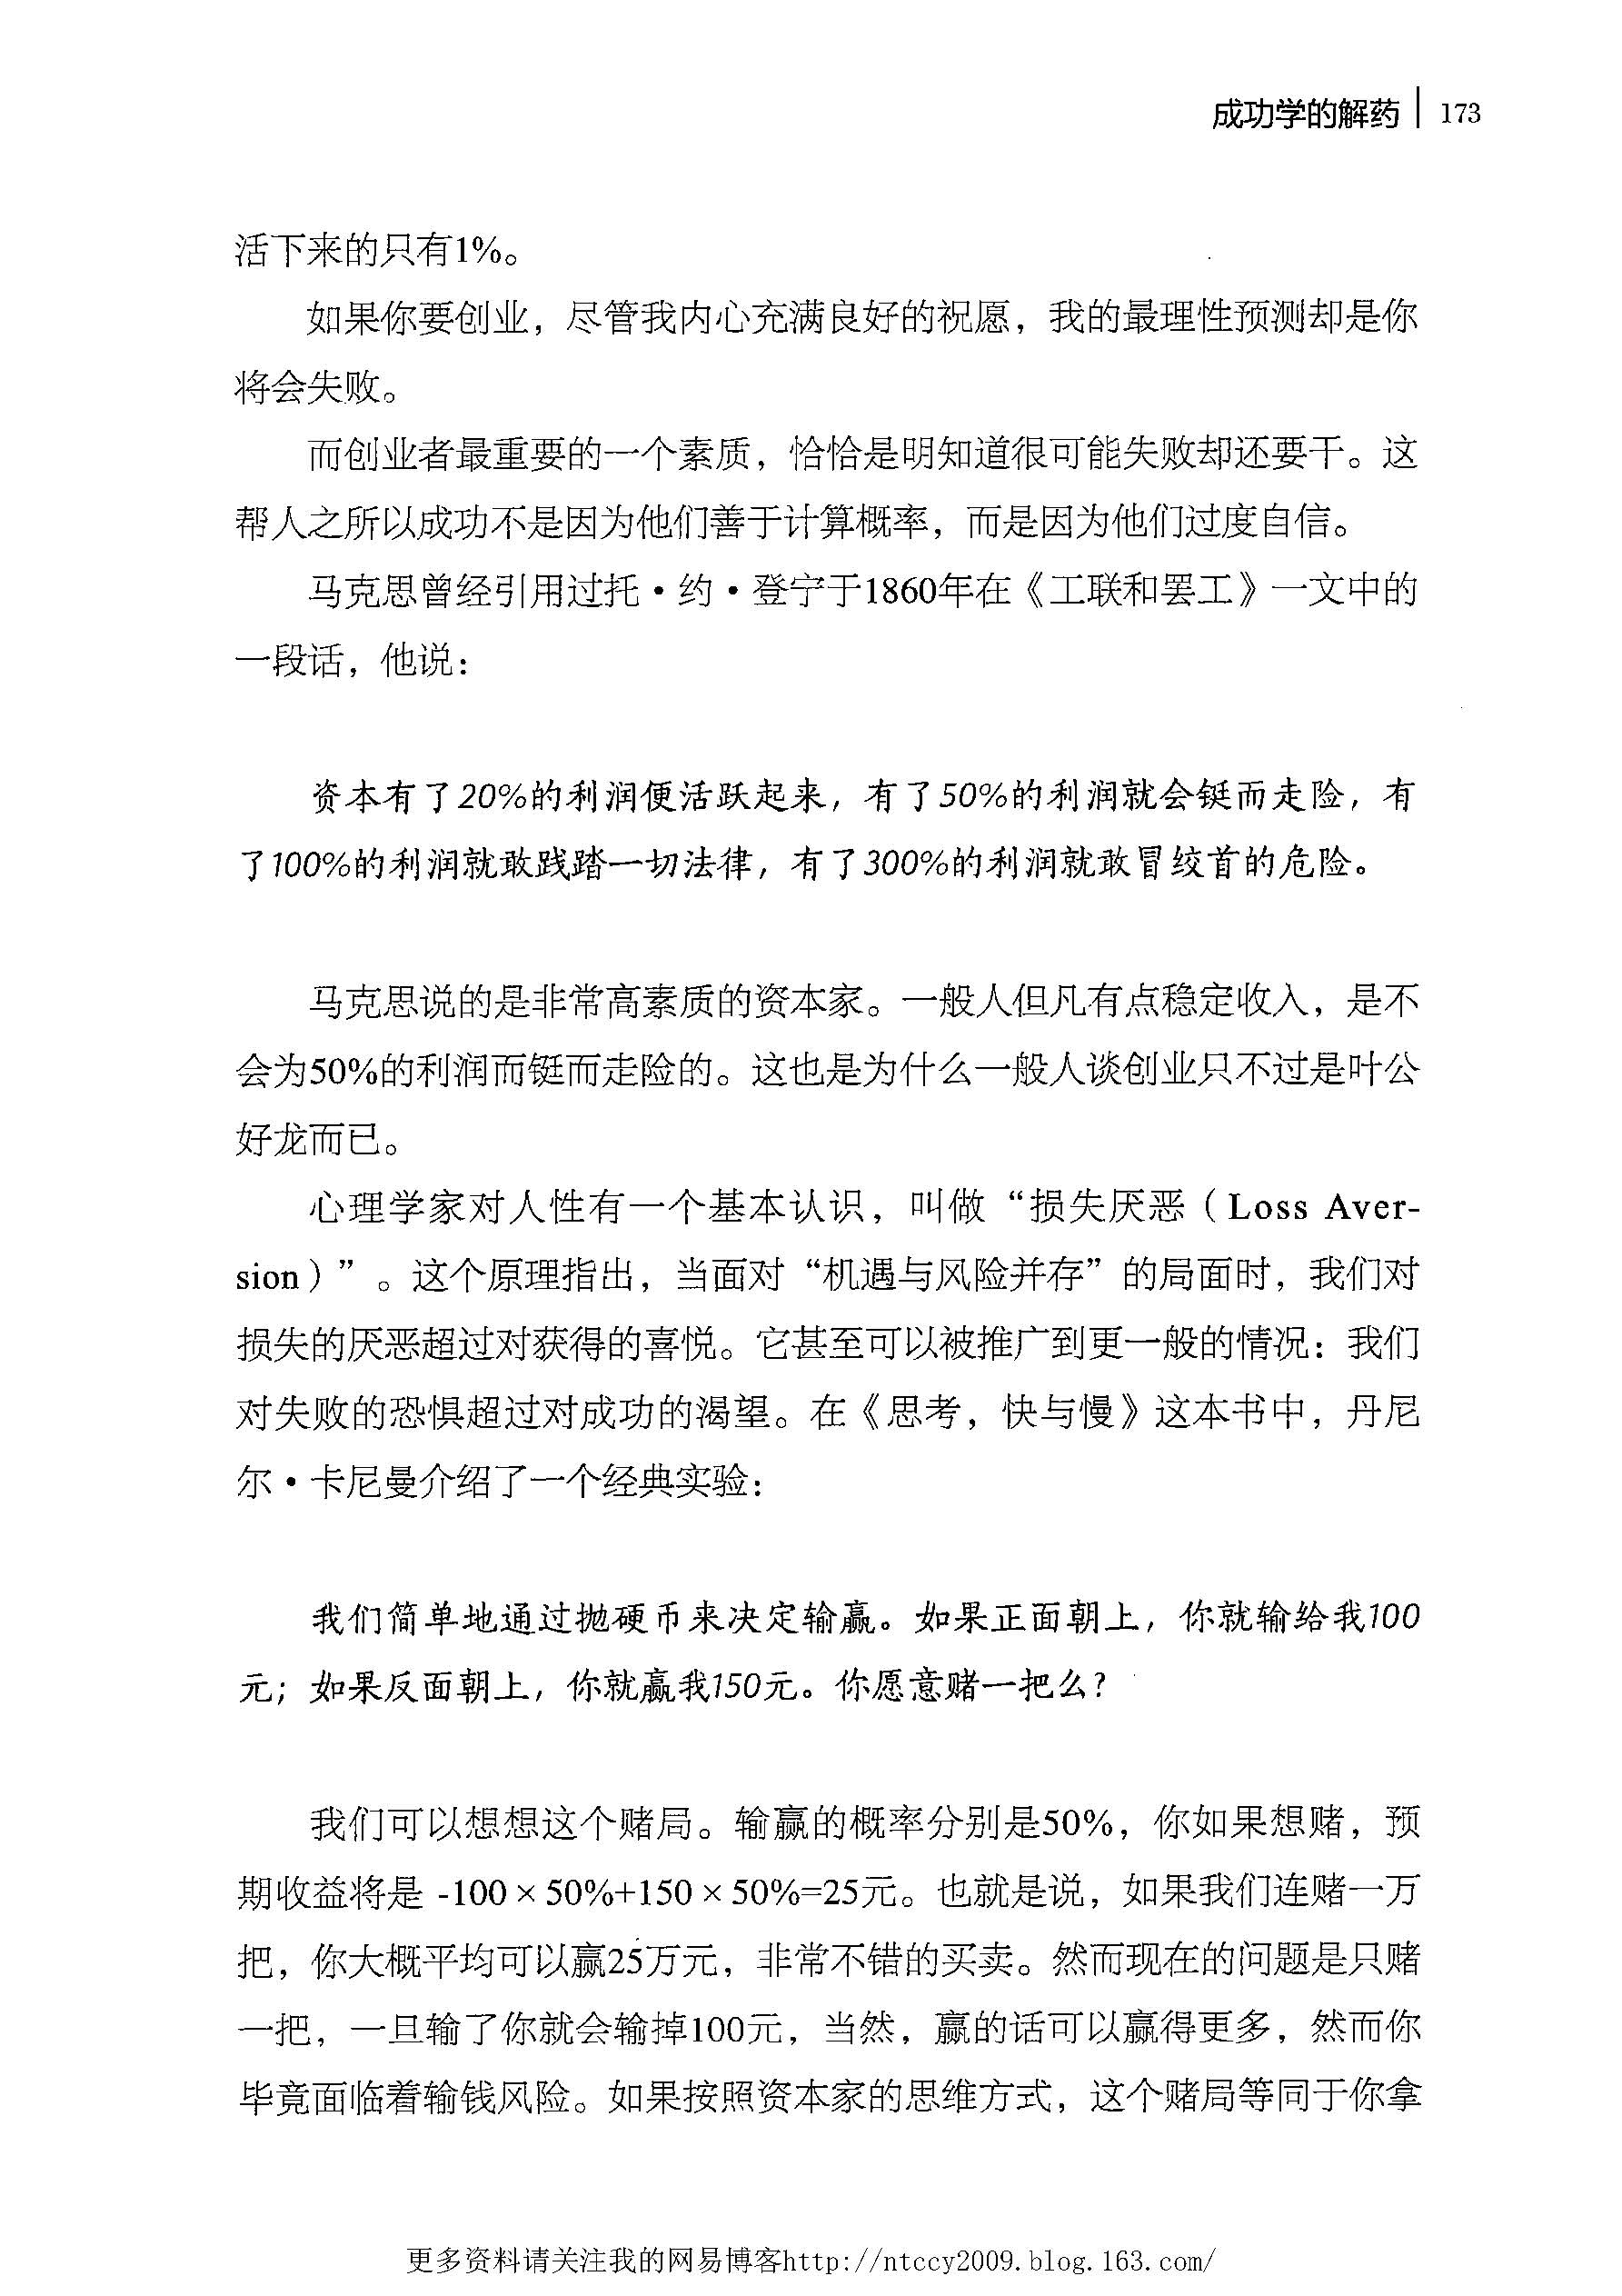 成功学的解药 173
活下来的只有1%。
如果你要创业，尽管我内心充满良好的祝愿，我的最理性预测却是你
将会失败。
而创业者最重要的一个素质，恰恰是明知道很可能失败却还要干。这
帮人之所以成功不是因为他们善于计算概率，而是因为他们过度自信。
马克思曾经引用过托·约·登宁于1860年在《工联和罢工》一文中的
一段话，他说：
资本有了20%的利润便活跃起来，有了50%的利润就会铤而走险，有
了100%的利润就敢践踏一切法律，有了300%的利润就敢冒绞首的危险。
马克思说的是非常高素质的资本家。一般人但凡有点稳定收入，是不
会为50%的利润而铤而走险的。这也是为什么一般人谈创业只不过是叶公
好龙而已。
心理学家对人性有一个基本认识，叫做“损失厌恶（Loss Aver-
sion）”。这个原理指出，当面对“机遇与风险并存”的局面时，我们对
损失的厌恶超过对获得的喜悦。它甚至可以被推广到更一般的情况：我们
对失败的恐惧超过对成功的渴望。在《思考，快与慢》这本书中，丹尼
尔·卡尼曼介绍了一个经典实验：
我们简单地通过抛硬币来决定输赢。如果正面朝上，你就输给我100
元；如果反面朝上，你就赢我150元。你愿意赌一把么？
我们可以想想这个赌局。输赢的概率分别是50%，你如果想赌，预
期收益将是 -100×50%+150×50%=25元。也就是说，如果我们连赌一万
把，你大概平均可以赢25万元，非常不错的买卖。然而现在的问题是只赌
一把，一旦输了你就会输掉100元，当然，赢的话可以赢得更多，然而你
毕竟面临着输钱风险。如果按照资本家的思维方式，这个赌局等同于你拿
更多资料请关注我的网易博客http://ntccy2009.blog.163.com/